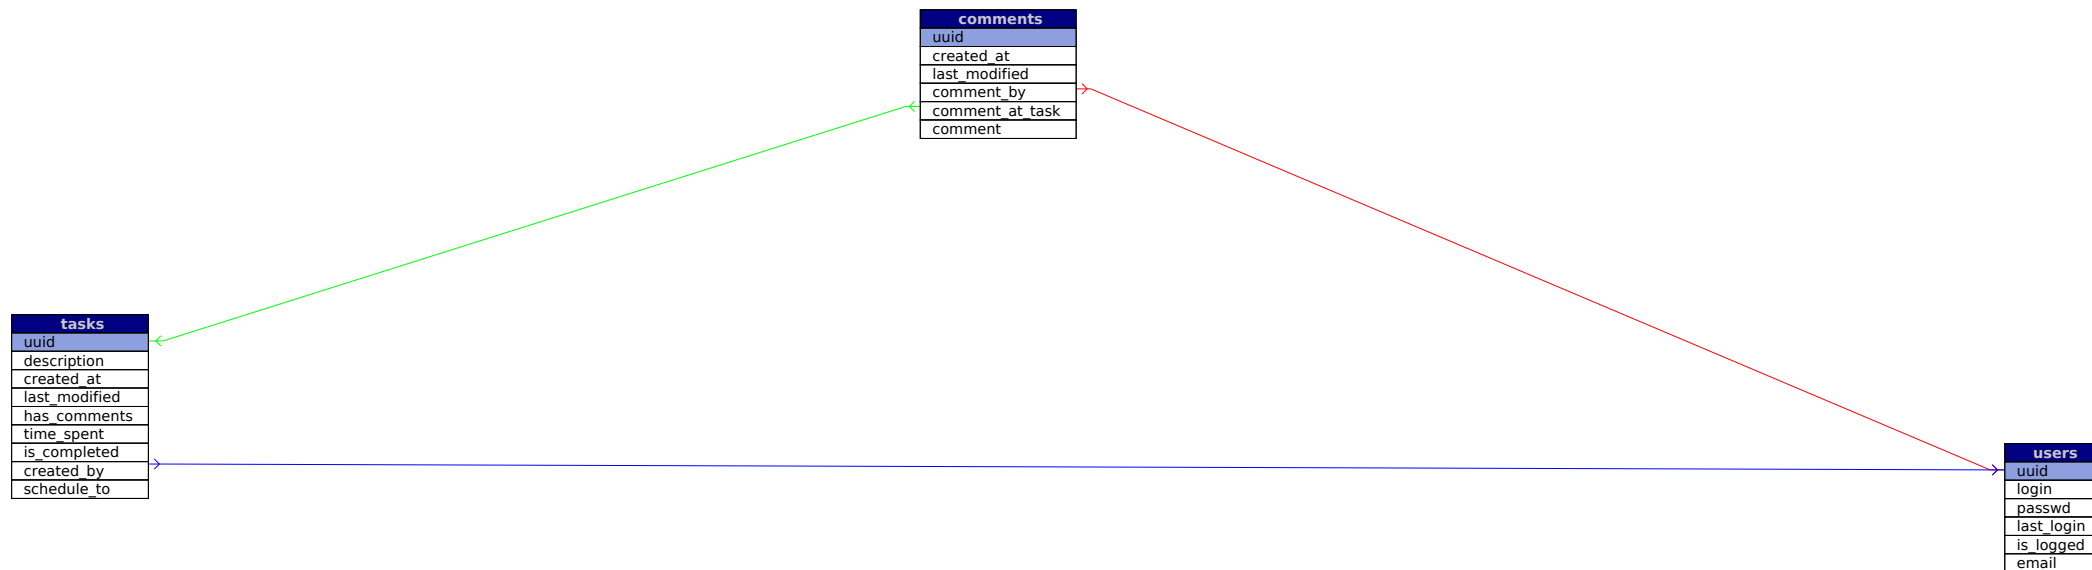 comments
uuid
created_at
last_modified
comment_by
comment_at_task
comment
tasks
uuid
description
created_at
last_modified
has_comments
time_spent
is_completed
created_by
schedule_to
users
uuid
login
passwd
last_login
is_logged
email